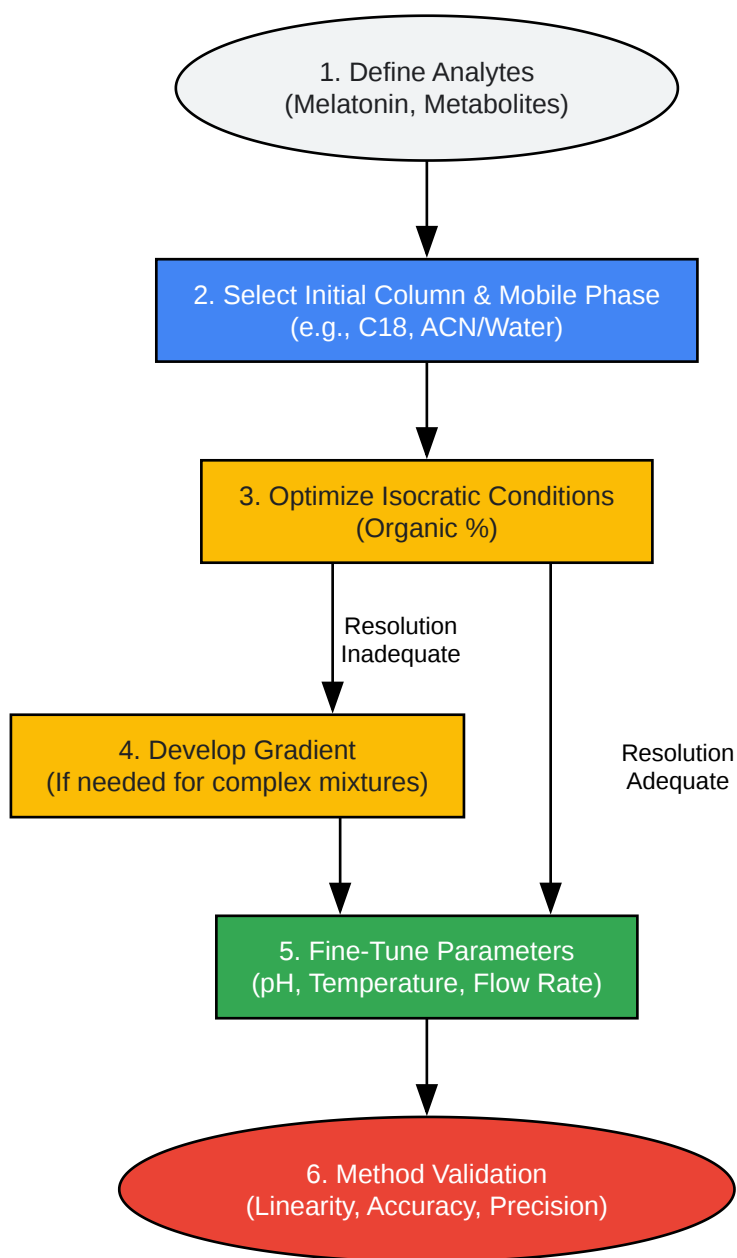 1. Define Analytes
(Melatonin, Metabolites)
2. Select Initial Column & Mobile Phase
(e.g., C18, ACN/Water)
3. Optimize Isocratic Conditions
(Organic %)
Resolution
Inadequate
4. Develop Gradient
(If needed for complex mixtures)
Resolution
Adequate
5. Fine-Tune Parameters
(pH, Temperature, Flow Rate)
6. Method Validation
(Linearity, Accuracy, Precision)